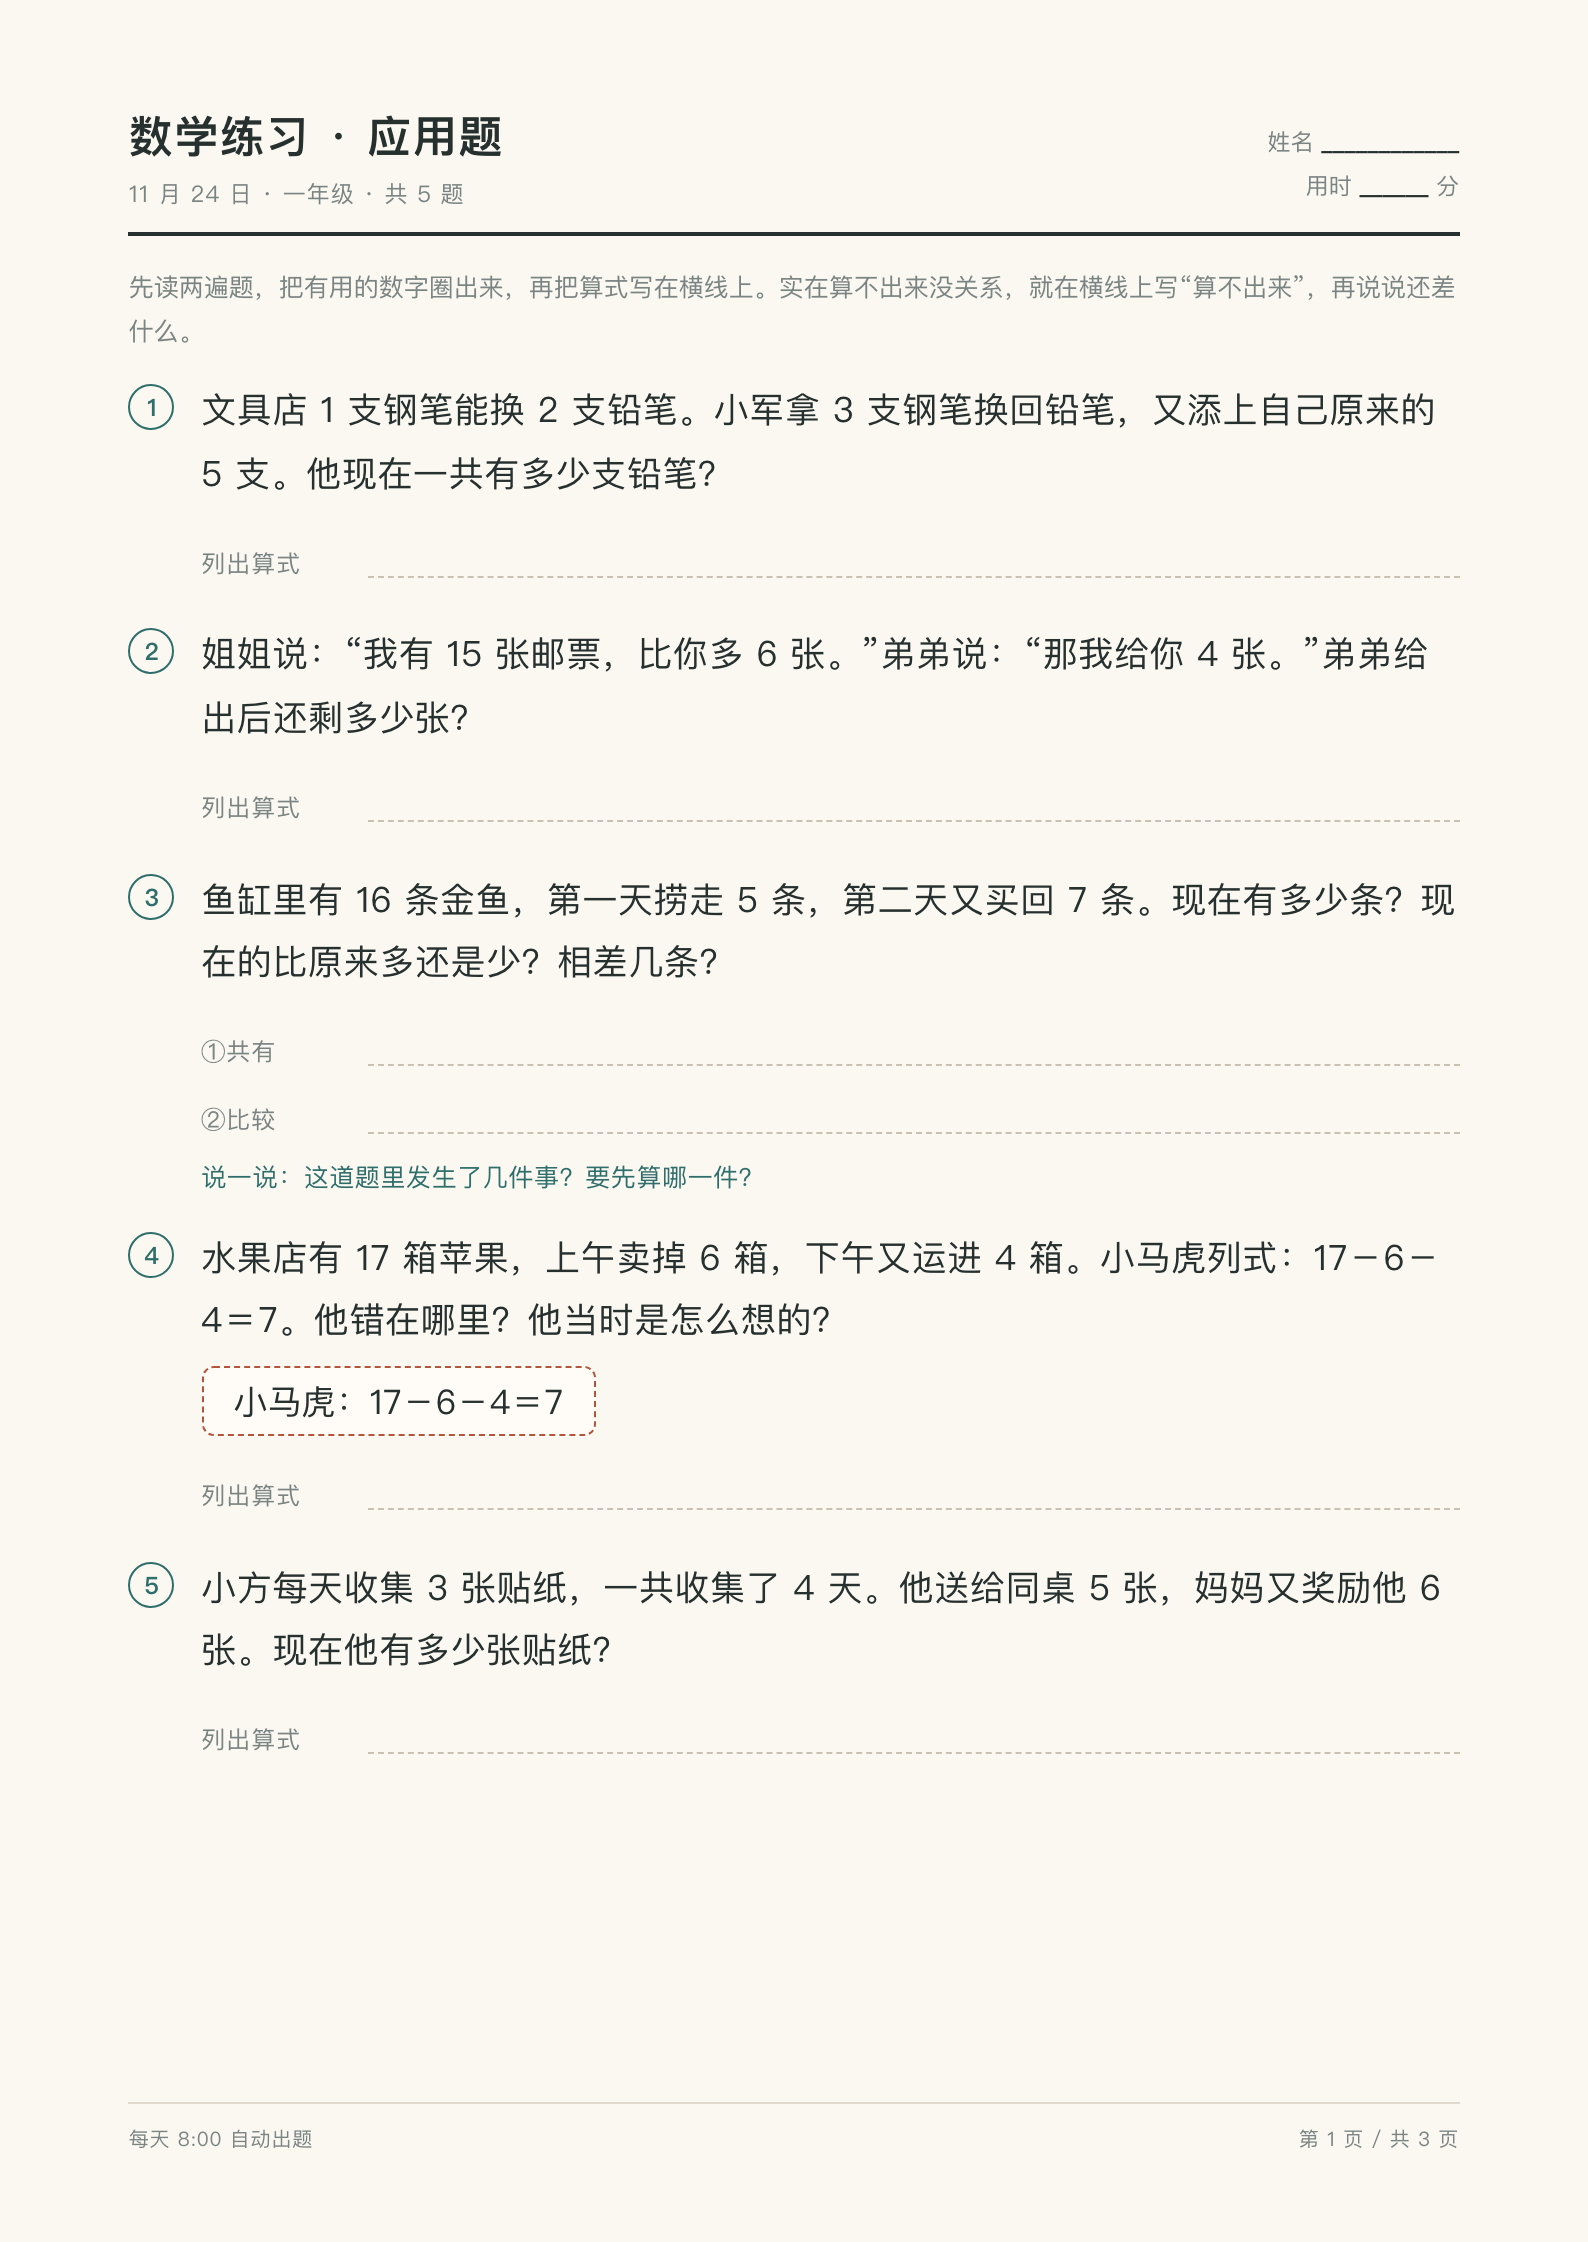 数学练习 · 应用题
11 月 24 日 · 一年级 · 共 5 题
姓名 ____________
用时 ______ 分
先读两遍题，把有用的数字圈出来，再把算式写在横线上。实在算不出来没关系，就在横线上写“算不出来”，再说说还差
什么。
1 文具店 1 支钢笔能换 2 支铅笔。小军拿 3 支钢笔换回铅笔，又添上自己原来的
5 支。他现在一共有多少支铅笔？
列出算式
2 姐姐说：“我有 15 张邮票，比你多 6 张。”弟弟说：“那我给你 4 张。”弟弟给
出后还剩多少张？
列出算式
3 鱼缸里有 16 条金鱼，第一天捞走 5 条，第二天又买回 7 条。现在有多少条？现
在的比原来多还是少？相差几条？
①共有
②比较
说一说：这道题里发生了几件事？要先算哪一件？
4 水果店有 17 箱苹果，上午卖掉 6 箱，下午又运进 4 箱。小马虎列式：17－6－
4＝7。他错在哪里？他当时是怎么想的？
小马虎：17－6－4＝7
列出算式
5 小方每天收集 3 张贴纸，一共收集了 4 天。他送给同桌 5 张，妈妈又奖励他 6
张。现在他有多少张贴纸？
列出算式
每天 8:00 自动出题
第 1 页 / 共 3 页